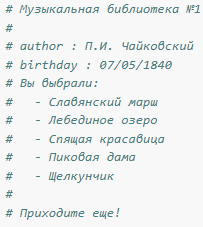 # Музыкальная библиотека №1
#
# author : П.И. Чайковский
# birthday : 07/05/1840
# Вы выбрали:
#   - Славянский марш
#   - Лебединое озеро
#   - Спящая красавица
#   - Пиковая дама
#   - Щелкунчик
#
# Приходите еще!